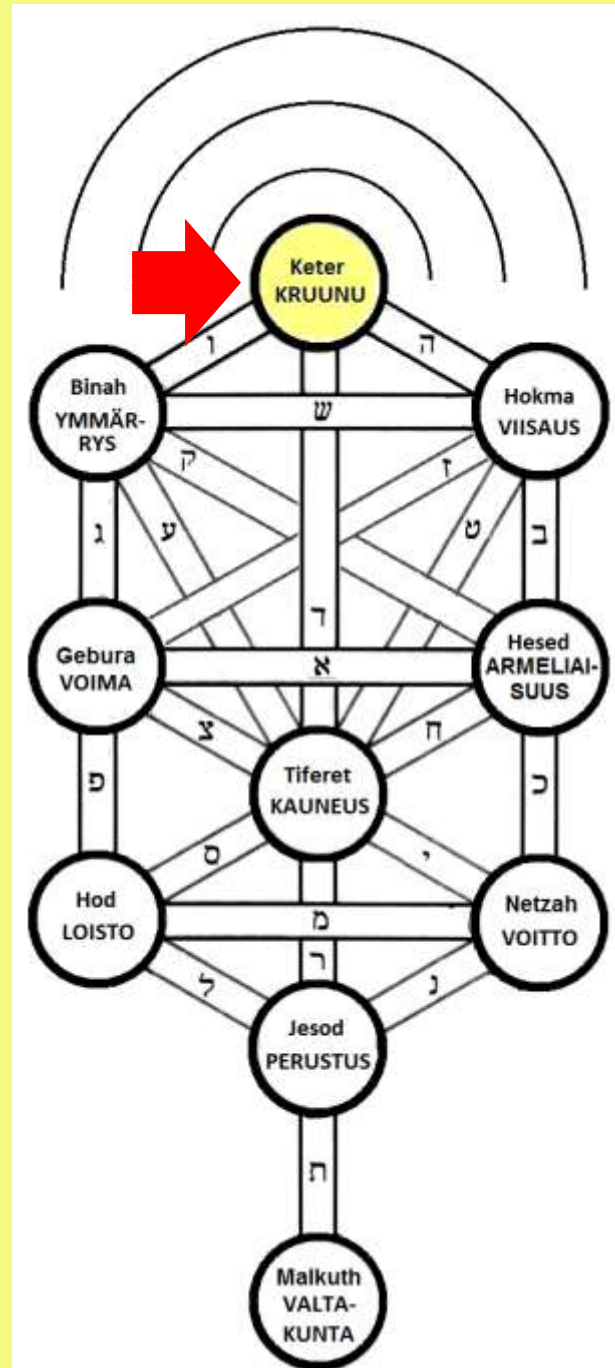 Keter
KRUUNU
ו
ה
Binah
YMMÄR-
RYS
Hokma
VIISAUS
ש
ק
ז
ג
ע
ט
ב
ד
Gebura
VOIMA
א
Hesed
ARMELIAI-
SUUS
צ
ח
Tiferet
KAUNEUS
פ
כ
ס
י
Hod
LOISTO
מ
Netzah
VOITTO
ר
ל
נ
Jesod
PERUSTUS
ת
Malkuth
VALTA-
KUNTA